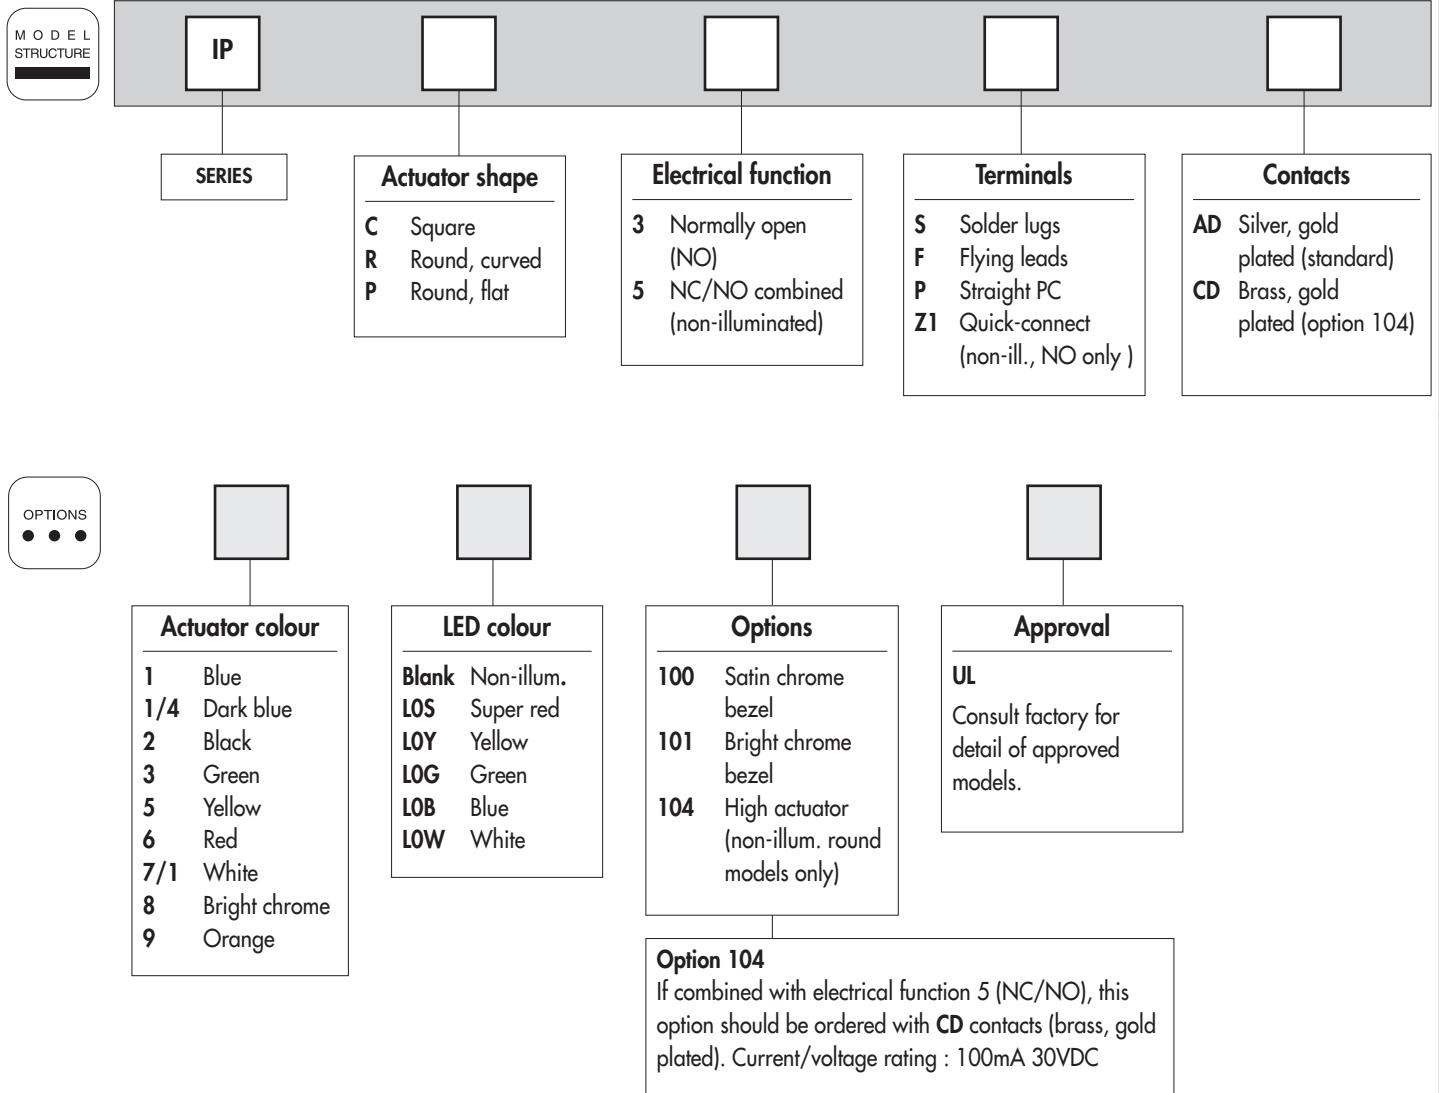 MODEL
STRUCTURE
IP
SERIES
Actuator shape
C Square
R Round, curved
P Round, flat
Electrical function
3 Normally open
(NO)
5 NC/NO combined
(non-illuminated)
Terminals
S Solder lugs
F Flying leads
P Straight PC
Z1 Quick-connect
(non-ill., NO only )
Contacts
AD Silver, gold
plated (standard)
CD Brass, gold
plated (option 104)
OPTIONS
Actuator colour
1 Blue
1/4 Dark blue
2 Black
3 Green
5 Yellow
6 Red
7/1 White
8 Bright chrome
9 Orange
LED colour
Blank Non-illum.
L0S Super red
L0Y Yellow
L0G Green
L0B Blue
L0W White
Options
100 Satin chrome
bezel
101 Bright chrome
bezel
104 High actuator
(non-illum. round
models only)
Approval
UL
Consult factory for
detail of approved
models.
Option 104
If combined with electrical function 5 (NC/NO), this
option should be ordered with CD contacts (brass, gold
plated). Current/voltage rating : 100mA 30VDC